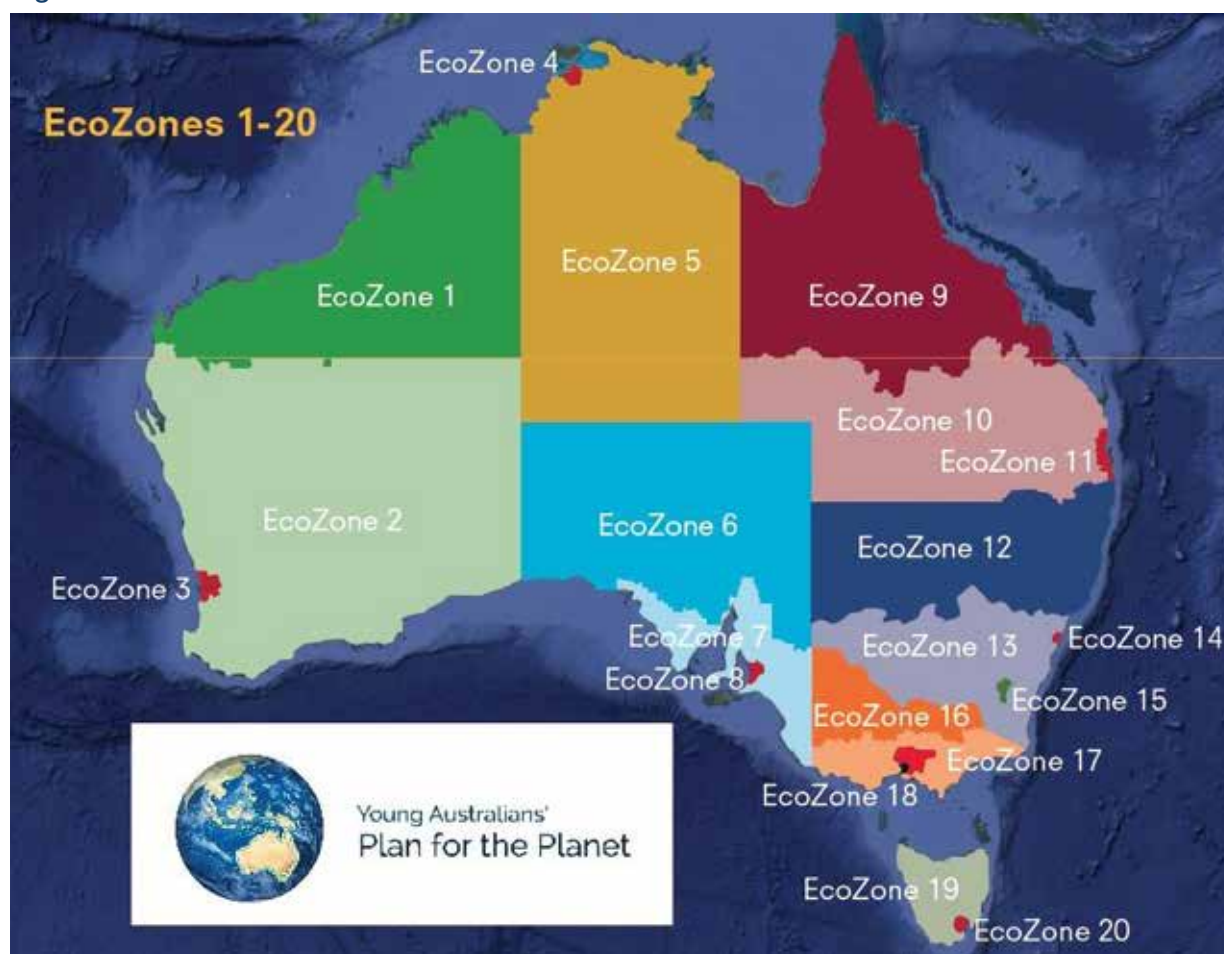 EcoZone 4
EcoZones 1-20
EcoZone 5
EcoZone 1
EcoZone 9
EcoZone 10
EcoZone 11
EcoZone 2
EcoZone 6
EcoZone 12
EcoZone 3
EcoZone 7
EcoZone 13
EcoZone 14
EcoZone 8
EcoZone 15
EcoZone 16
EcoZone 17
EcoZone 18
Young Australians'
Plan for the Planet
EcoZone 19
EcoZone 20